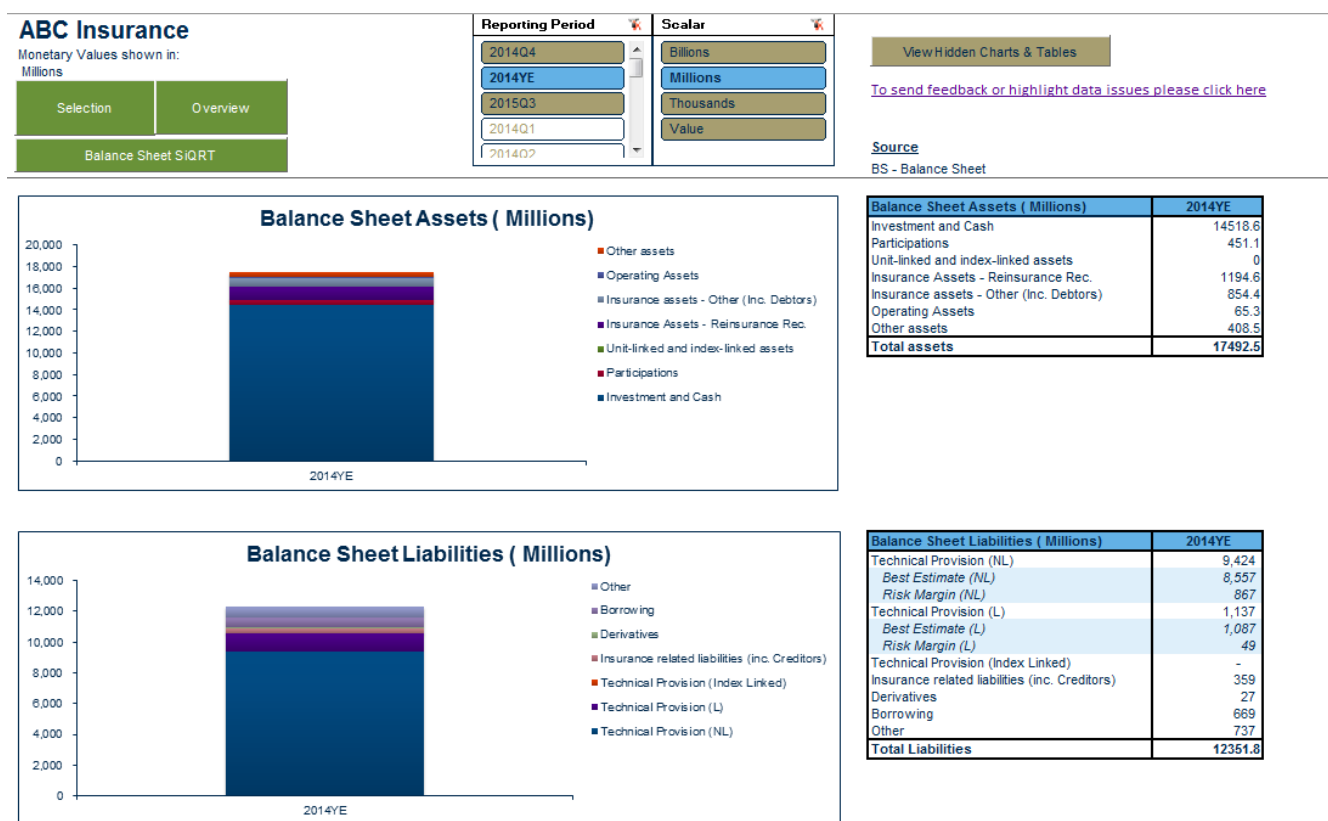 ABC Insurance
Monetary Values shown in:
Millions
Selection
Overview
Balance Sheet SiQRT
Reporting Period
2014Q4
2014YE
2015Q3
2014Q1
2014Q2
Scalar
Billions
Millions
Thousands
Value
View Hidden Charts & Tables
To send feedback or highlight data issues please click here
Source
BS - Balance Sheet
Balance Sheet Assets ( Millions)
20,000
18,000
16,000
14,000
12,000
10,000
8,000
6,000
4,000
2,000
0
2014YE
Other assets
Operating Assets
Insurance assets - Other (Inc. Debtors)
Insurance Assets - Reinsurance Rec.
Unit-linked and index-linked assets
Participations
Investment and Cash
Balance Sheet Assets ( Millions) 2014YE
Investment and Cash 14518.6
Participations 451.1
Unit-linked and index-linked assets 0
Insurance Assets - Reinsurance Rec. 1194.6
Insurance assets - Other (Inc. Debtors) 854.4
Operating Assets 65.3
Other assets 408.5
Total assets 17492.5
Balance Sheet Liabilities ( Millions)
14,000
12,000
10,000
8,000
6,000
4,000
2,000
0
2014YE
Other
Borrowing
Derivatives
Insurance related liabilities (inc. Creditors)
Technical Provision (Index Linked)
Technical Provision (L)
Technical Provision (NL)
Balance Sheet Liabilities ( Millions) 2014YE
Technical Provision (NL) 9,424
Best Estimate (NL) 8,557
Risk Margin (NL) 867
Technical Provision (L) 1,137
Best Estimate (L) 1,087
Risk Margin (L) 49
Technical Provision (Index Linked) -
Insurance related liabilities (inc. Creditors) 359
Derivatives 27
Borrowing 669
Other 737
Total Liabilities 12351.8